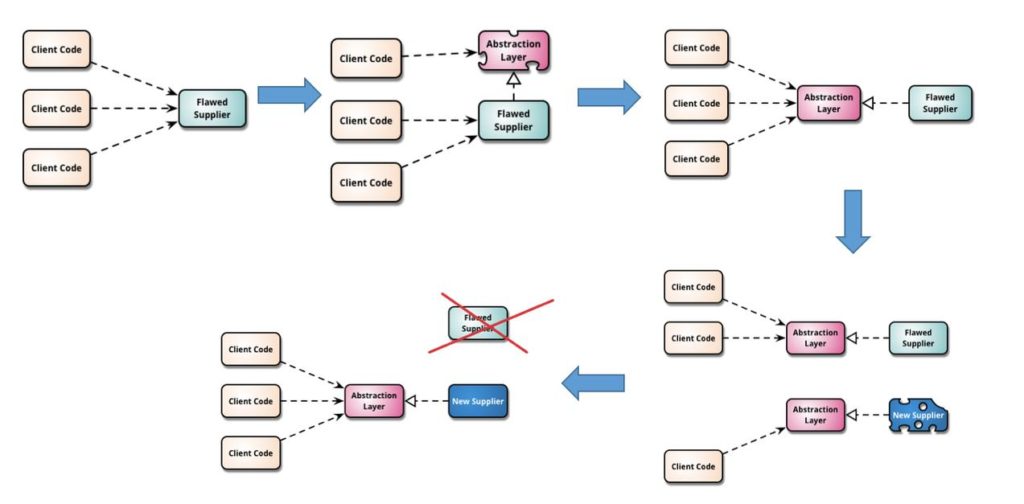 Client Code
Client Code
Client Code
Flawed
Supplier
Client Code
Client Code
Client Code
Abstraction
Layer
Flawed
Supplier
Client Code
Client Code
Client Code
Abstraction
Layer
Flawed
Supplier
Client Code
Client Code
Abstraction
Layer
Flawed
Supplier
Client Code
Abstraction
Layer
New Supplier
Client Code
Client Code
Client Code
Abstraction
Layer
New Supplier
Flawed
Supplier